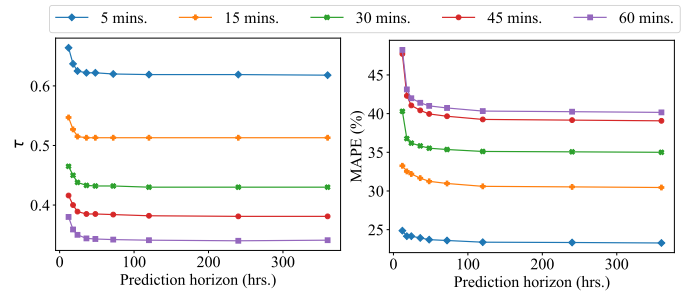 5 mins. 15 mins. 30 mins. 45 mins. 60 mins.
τ
0.6
0.5
0.4
0 100 200 300
Prediction horizon (hrs.)
MAPE (%)
45
40
35
30
25
0 100 200 300
Prediction horizon (hrs.)